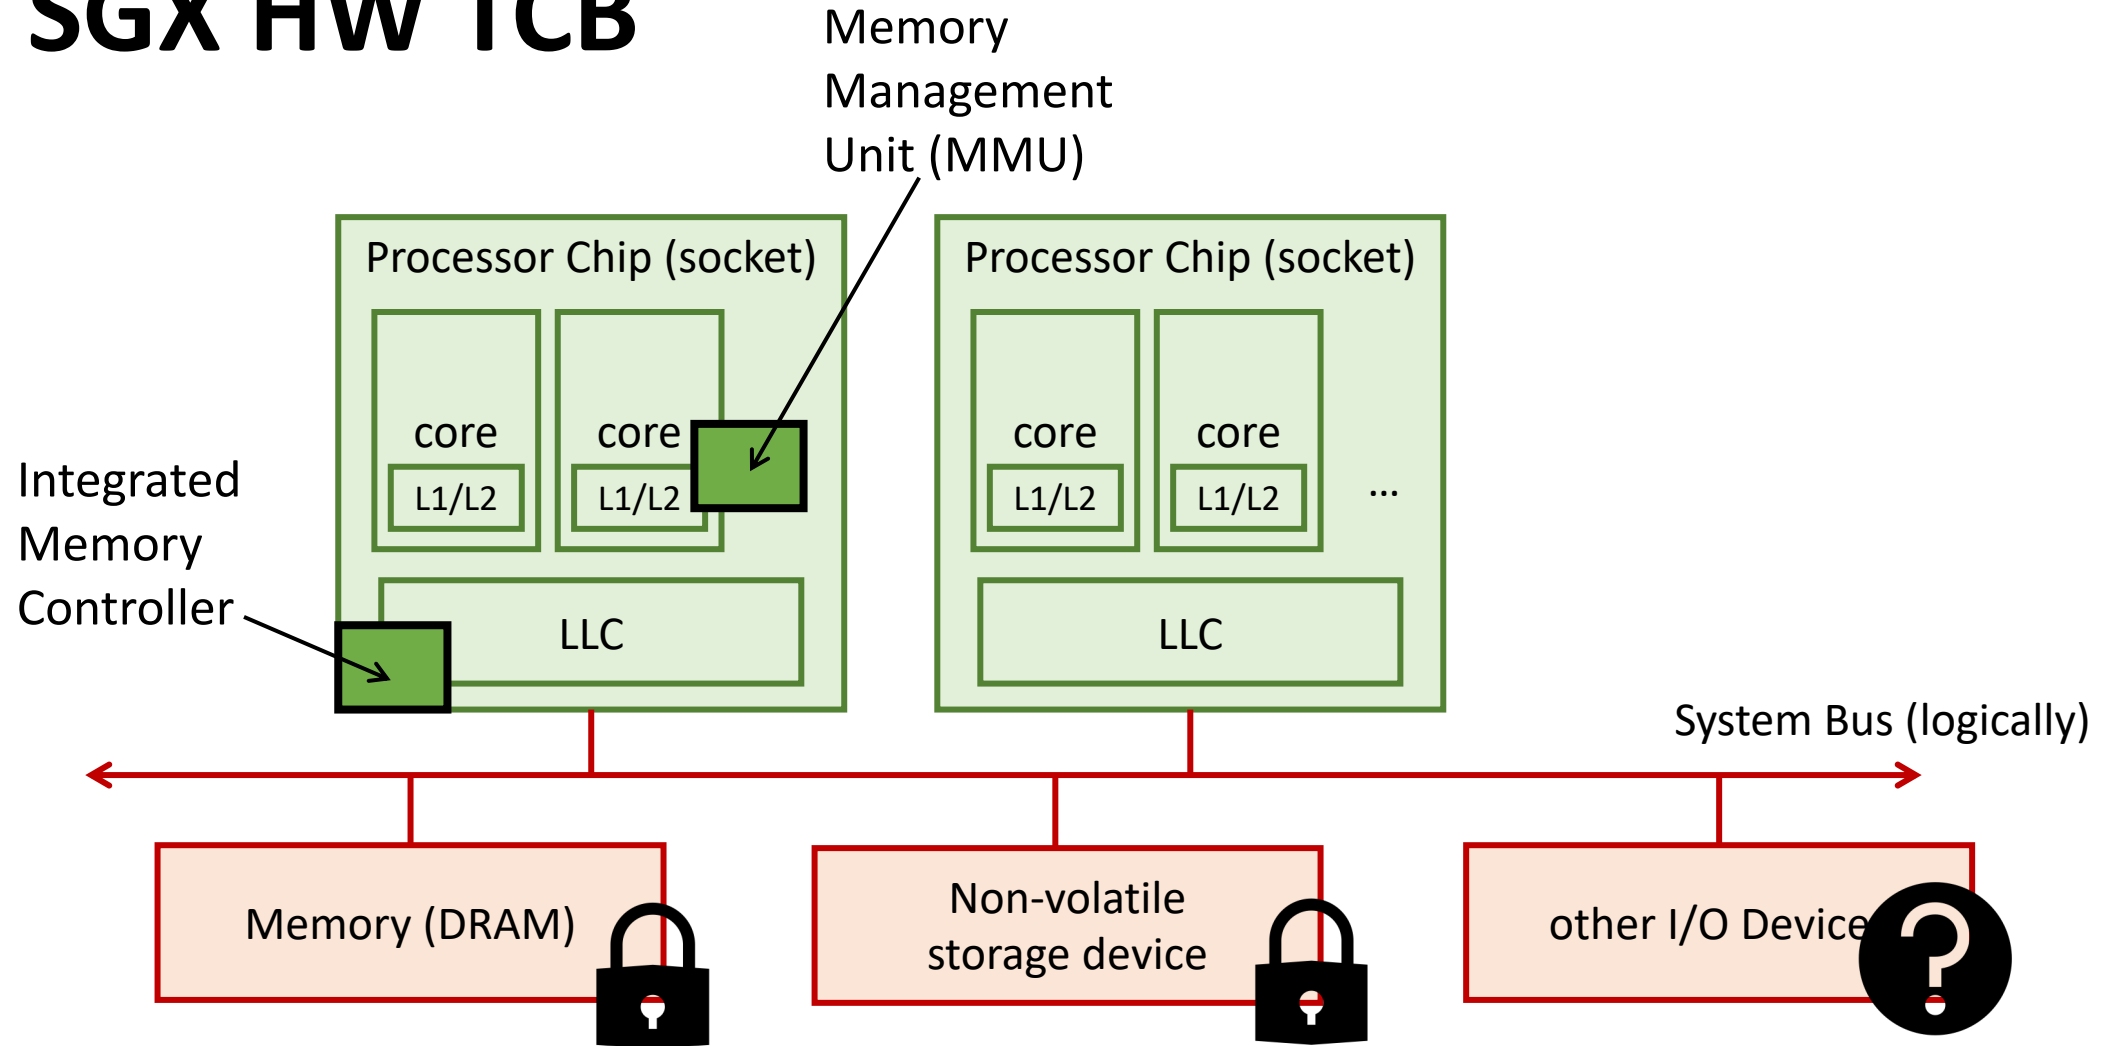 SGX HW TCB
Memory
Management
Unit (MMU)
Processor Chip (socket)
Processor Chip (socket)
core
core
core
core
L1/L2
L1/L2
L1/L2
L1/L2
...
Integrated
Memory
Controller
LLC
LLC
System Bus (logically)
Memory (DRAM)
Non-volatile
storage device
other I/O Device
?